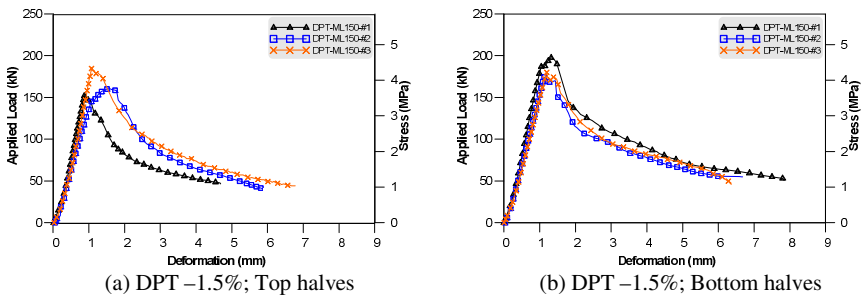 250
200
150
100
50
0
Applied Load (kN)
0 1 2 3 4 5 6 7 8 9
Deformation (mm)
5
4
3
2
1
0
Stress (MPa)
DPT-ML150-#1
DPT-ML150-#2
DPT-ML150-#3
(a) DPT –1.5%; Top halves
250
200
150
100
50
0
Applied Load (kN)
0 1 2 3 4 5 6 7 8 9
Deformation (mm)
5
4
3
2
1
0
Stress (MPa)
DPT-ML150-#1
DPT-ML150-#2
DPT-ML150-#3
(b) DPT –1.5%; Bottom halves